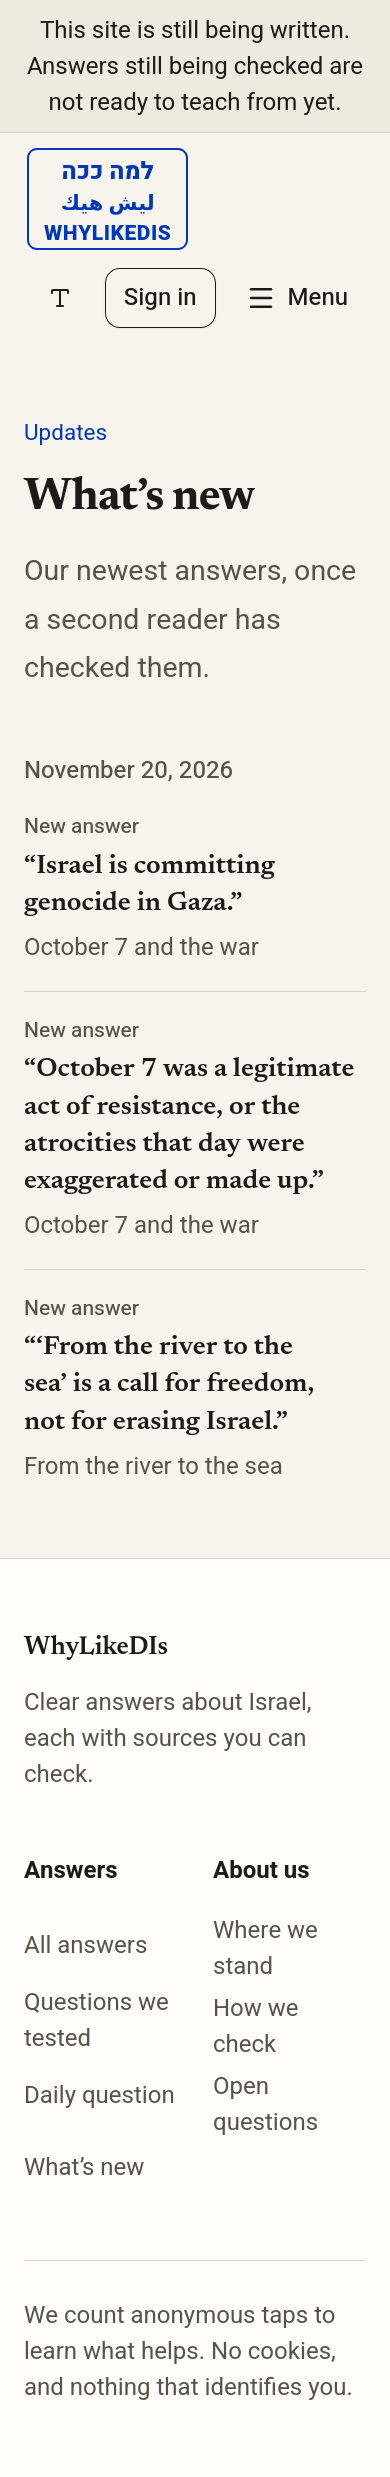 This site is still being written.
Answers still being checked are
not ready to teach from yet.
למה ככה
ليش هيك
WHYLIKEDIS
Sign in
Menu
Updates
What’s new
Our newest answers, once
a second reader has
checked them.
November 20, 2026
New answer
“Israel is committing
genocide in Gaza.”
October 7 and the war
New answer
“October 7 was a legitimate
act of resistance, or the
atrocities that day were
exaggerated or made up.”
October 7 and the war
New answer
“‘From the river to the
sea’ is a call for freedom,
not for erasing Israel.”
From the river to the sea
WhyLikeDIs
Clear answers about Israel,
each with sources you can
check.
Answers
All answers
Questions we
tested
Daily question
What’s new
About us
Where we
stand
How we
check
Open
questions
We count anonymous taps to
learn what helps. No cookies,
and nothing that identifies you.